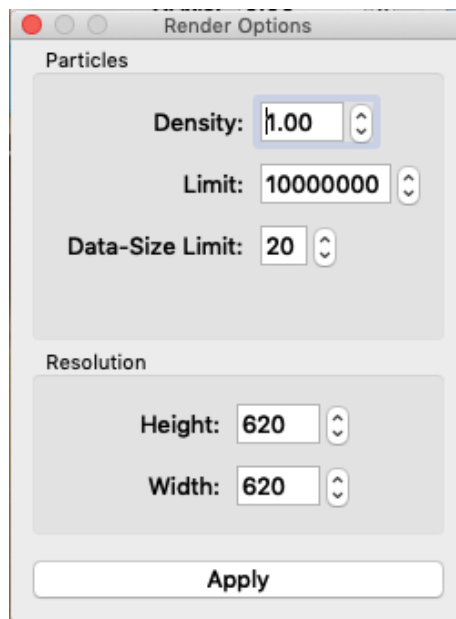 Render Options
Particles
Density: 1.00
Limit: 10000000
Data-Size Limit: 20
Resolution
Height: 620
Width: 620
Apply